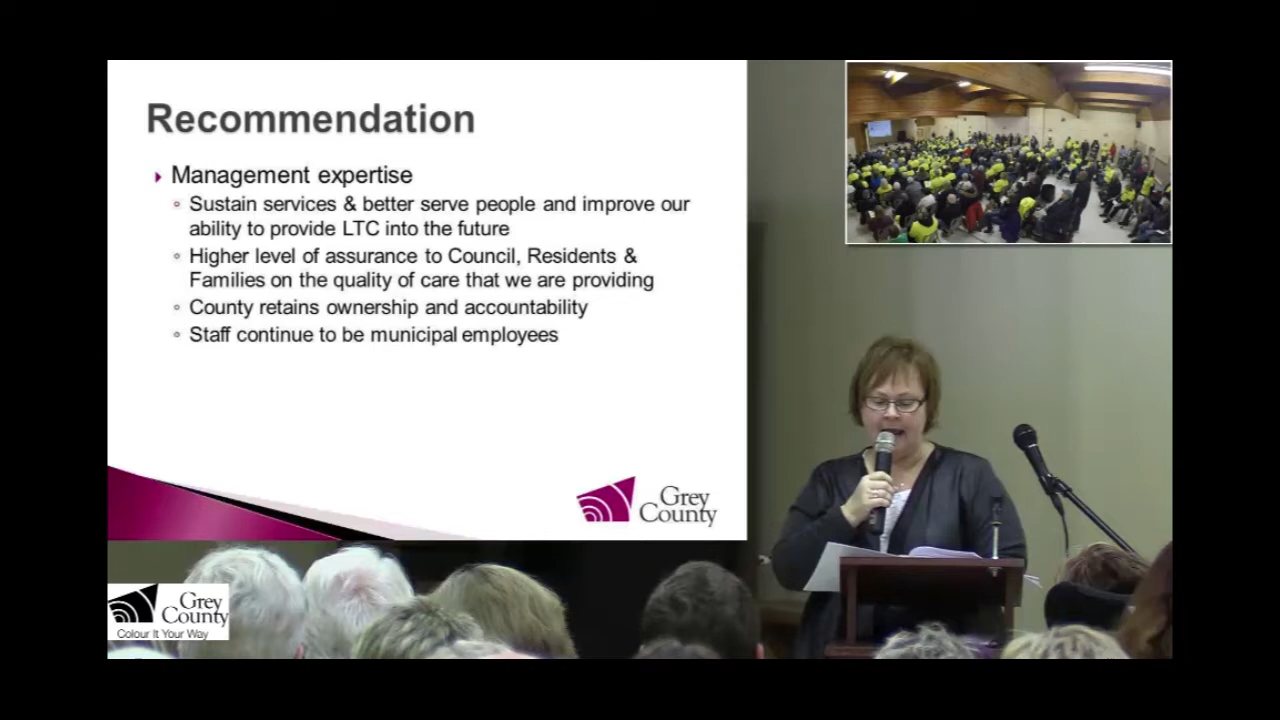 Recommendation
Management expertise
Sustain services & better serve people and improve our
ability to provide LTC into the future
Higher level of assurance to Council, Residents &
Families on the quality of care that we are providing
County retains ownership and accountability
Staff continue to be municipal employees
Grey
County
Grey
County
Colour It Your Way